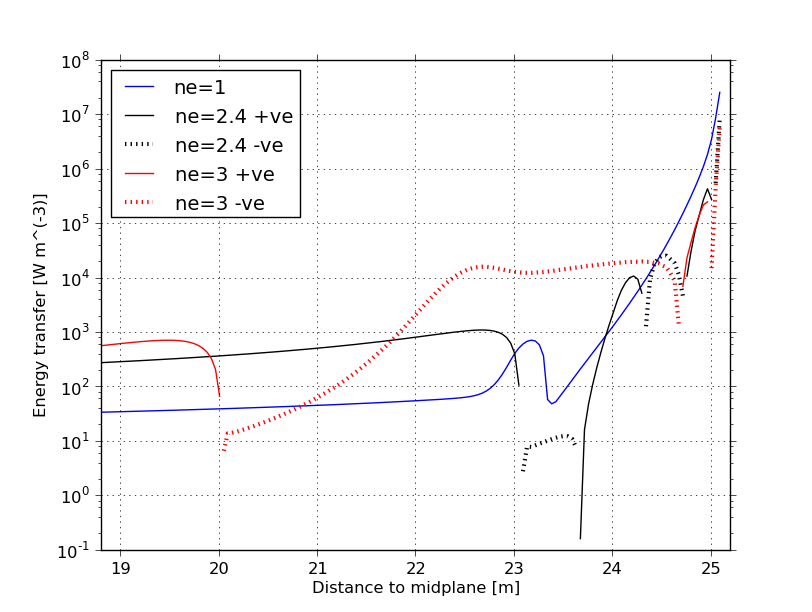 10^8
10^7
10^6
10^5
10^4
10^3
10^2
10^1
10^0
10^-1
Energy transfer [W m^(-3)]
ne=1
ne=2.4 +ve
ne=2.4 -ve
ne=3 +ve
ne=3 -ve
19 20 21 22 23 24 25
Distance to midplane [m]